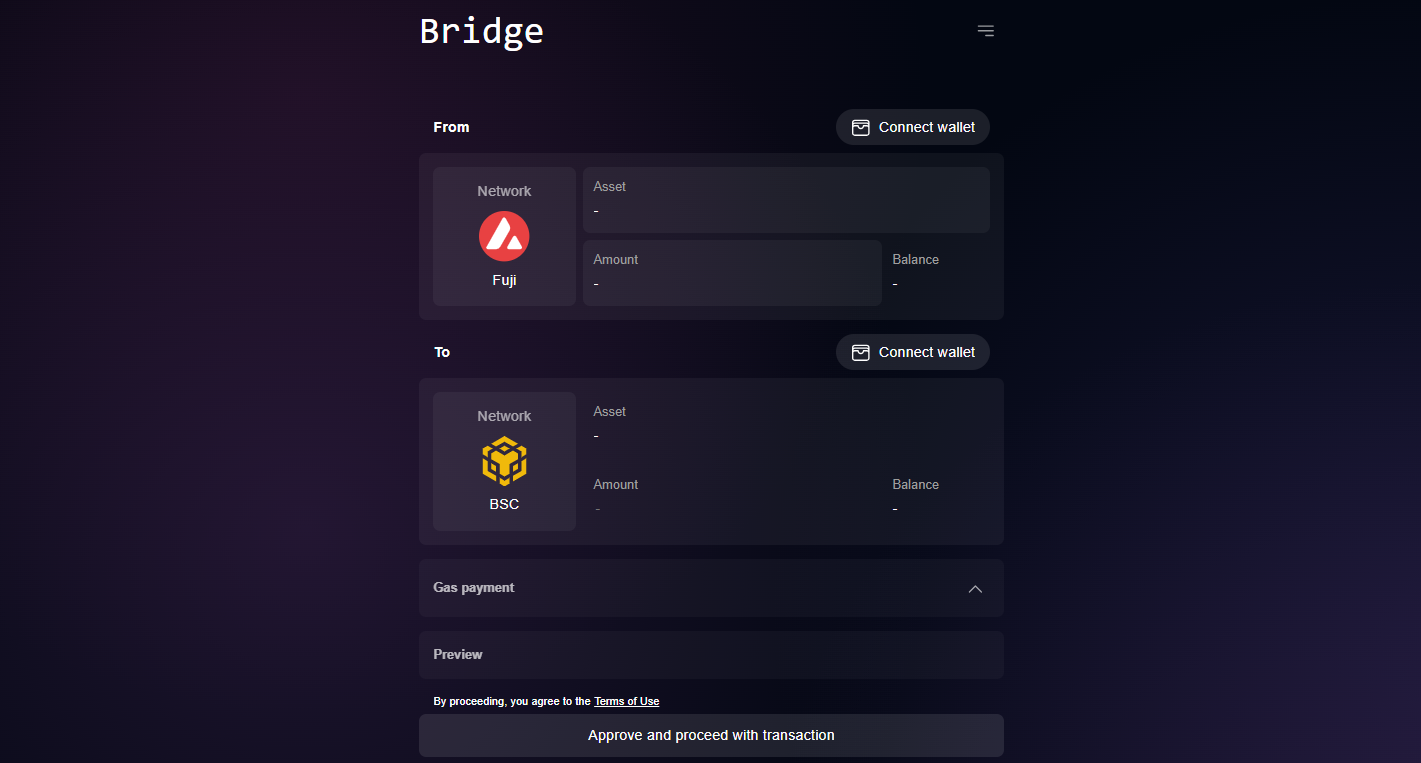 Bridge
From
Connect wallet
Network
Fuji
Asset
-
Amount
-
Balance
-
To
Connect wallet
Network
BSC
Asset
-
Amount
-
Balance
-
Gas payment
Preview
By proceeding, you agree to the Terms of Use
Approve and proceed with transaction